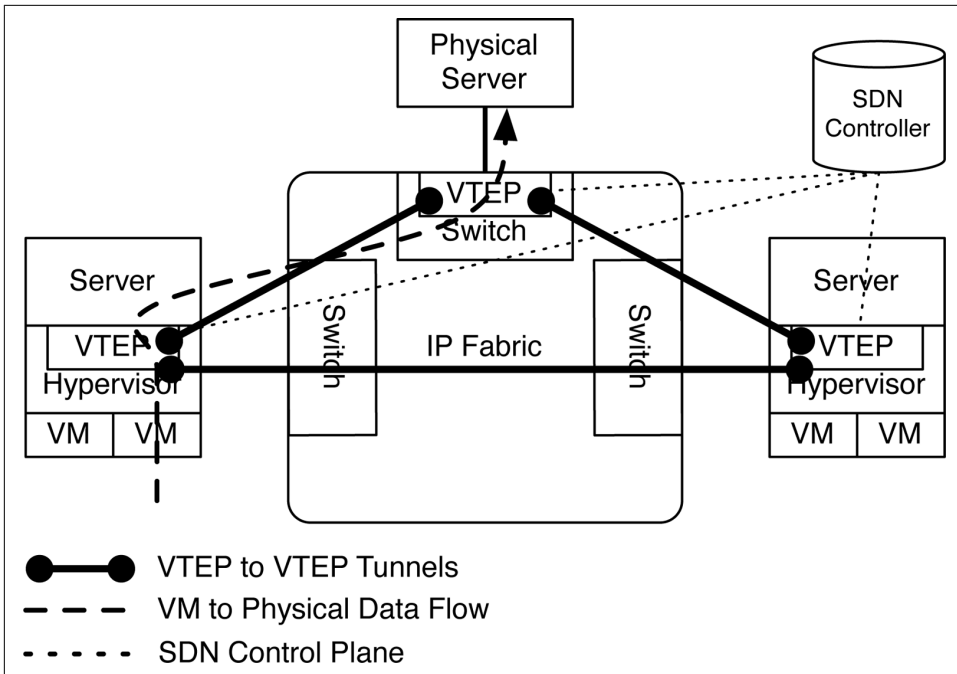 Physical
Server
SDN
Controller
VTEP
Switch
Server
VTEP
Hypervisor
VM
VM
Switch
IP Fabric
Switch
Server
VTEP
Hypervisor
VM
VM
VTEP to VTEP Tunnels
VM to Physical Data Flow
SDN Control Plane